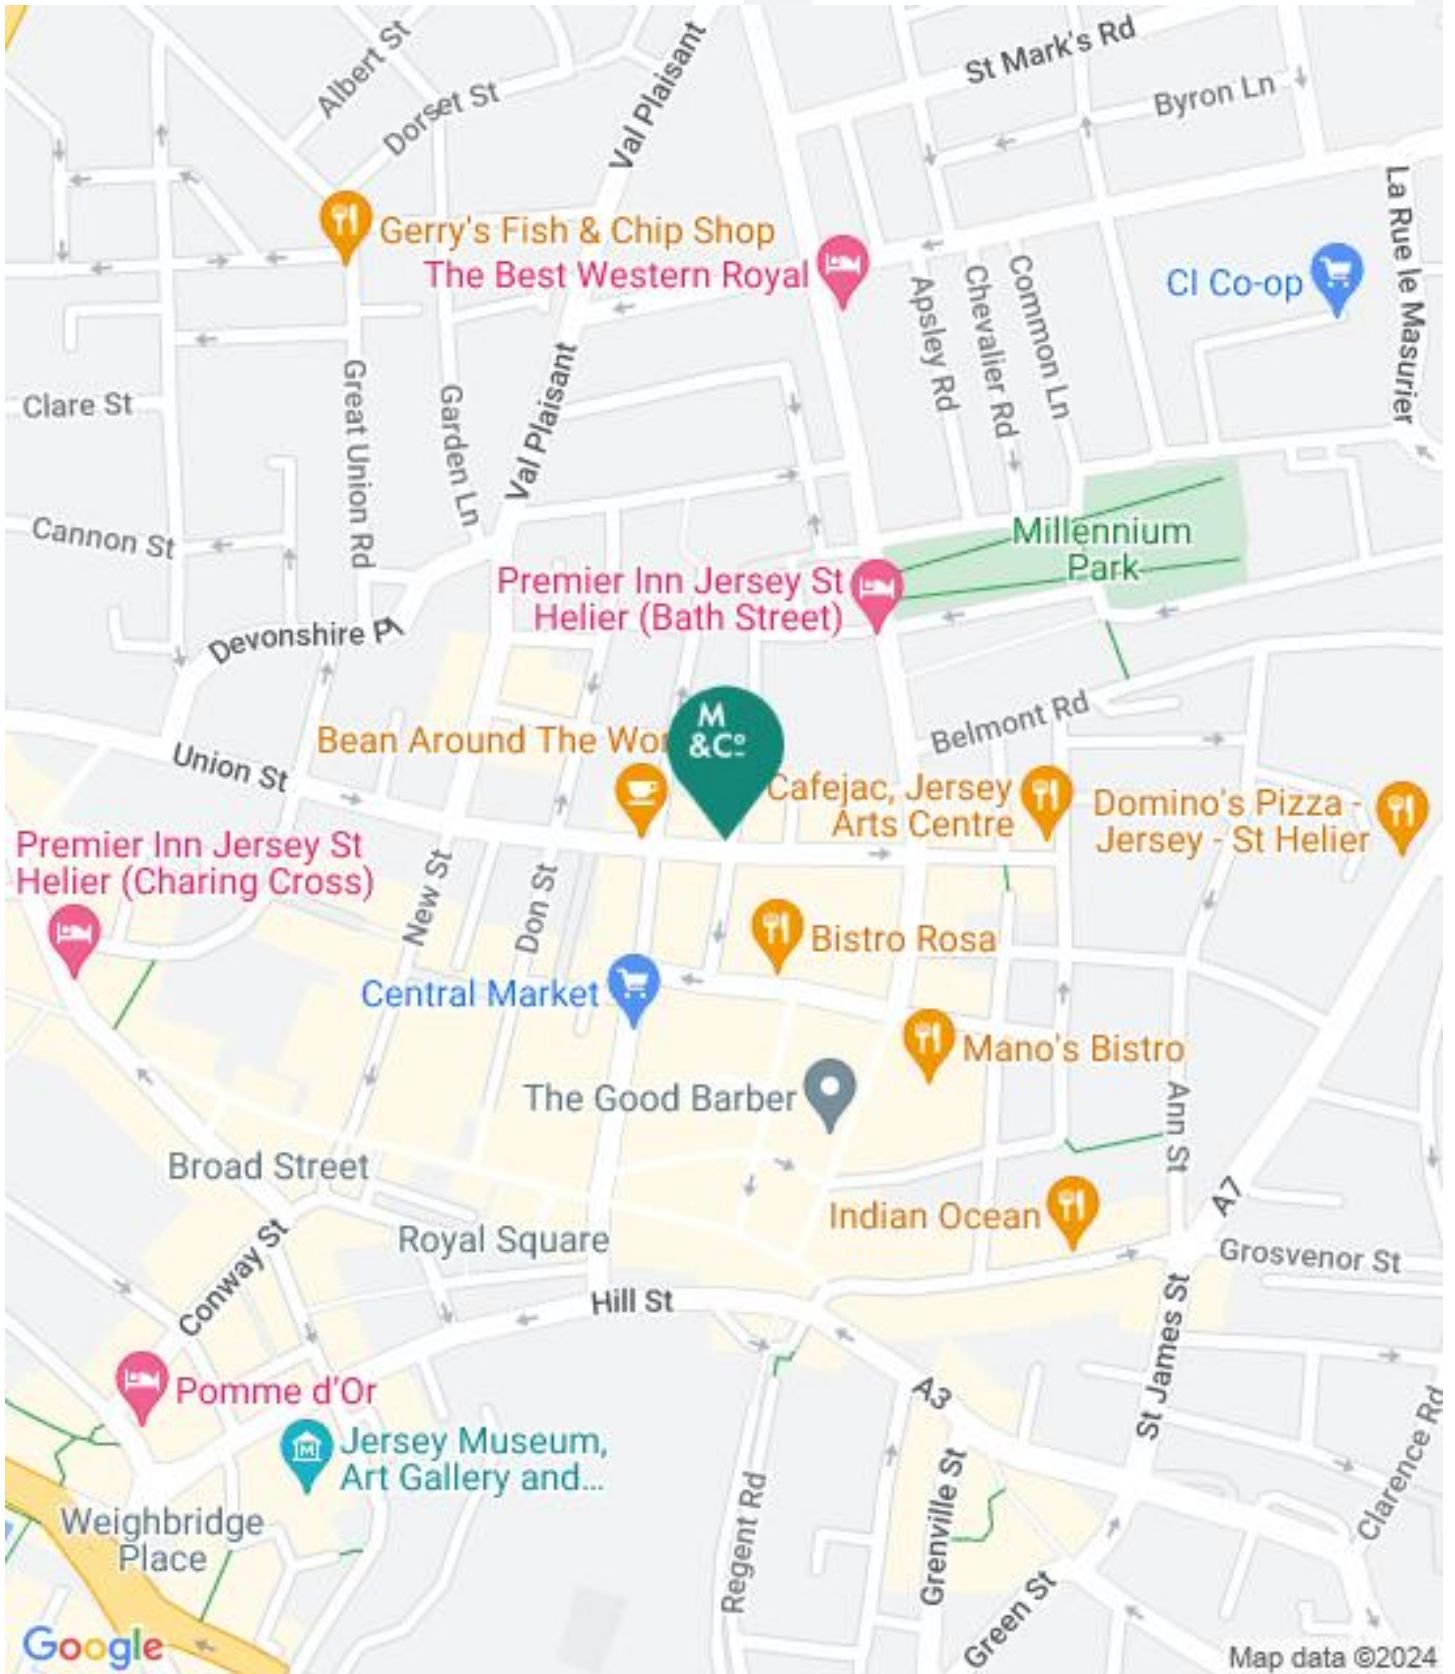 Albert St
Dorset St
Val Plaisant
St Mark's Rd
Byron Ln
La Rue le Masurier
Gerry's Fish & Chip Shop
The Best Western Royal
CI Co-op
Apsley Rd
Chevalier Rd
Common Ln
Clare St
Great Union Rd
Garden Ln
Val Plaisant
Cannon St
Millennium
Park
Premier Inn Jersey St
Helier (Bath Street)
Devonshire Pl
Belmont Rd
M
&Cº
Bean Around The Wor
Union St
Cafejac, Jersey
Arts Centre
Domino's Pizza -
Jersey - St Helier
Premier Inn Jersey St
Helier (Charing Cross)
New St
Don St
Bistro Rosa
Central Market
Mano's Bistro
The Good Barber
Ann St
Broad Street
A7
Indian Ocean
Royal Square
Grosvenor St
Conway St
Hill St
St James St
Pomme d'Or
A3
Jersey Museum,
Art Gallery and...
Clarence Rd
Weighbridge
Place
Regent Rd
Grenville St
Green St
Google
Map data ©2024